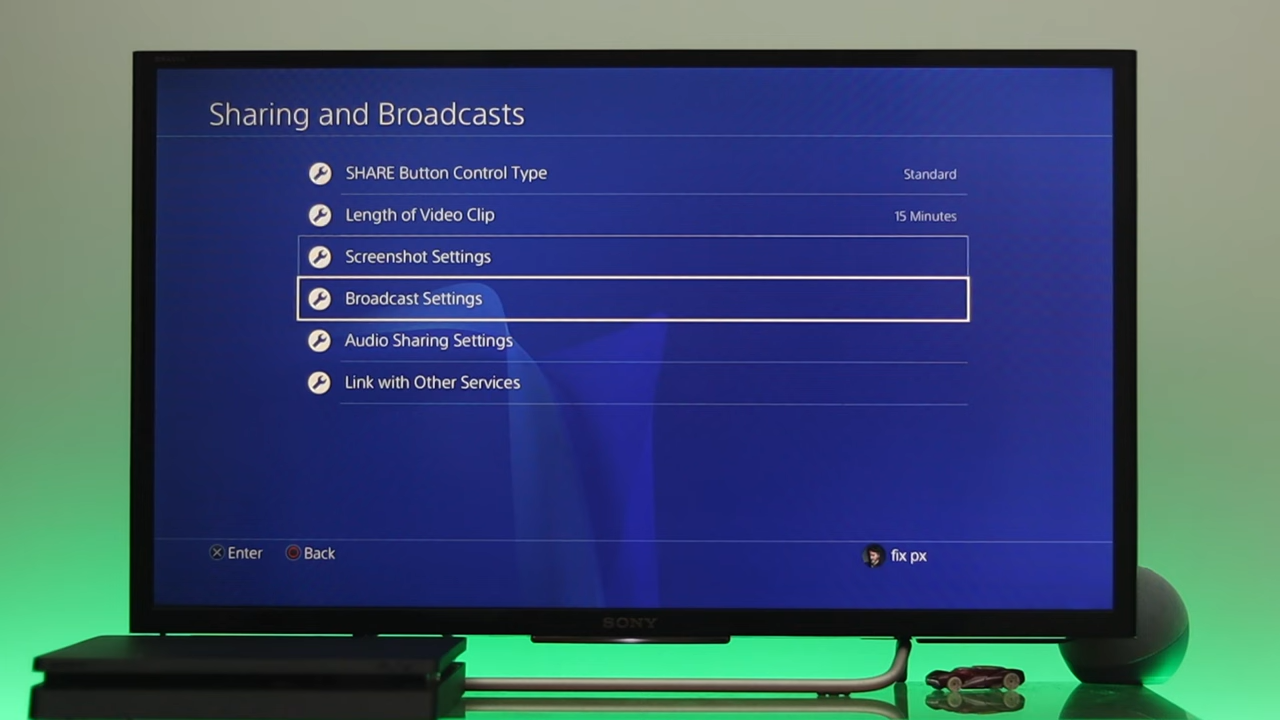 Sharing and Broadcasts
SHARE Button Control Type Standard
Length of Video Clip 15 Minutes
Screenshot Settings
Broadcast Settings
Audio Sharing Settings
Link with Other Services
Enter Back fix px
SONY